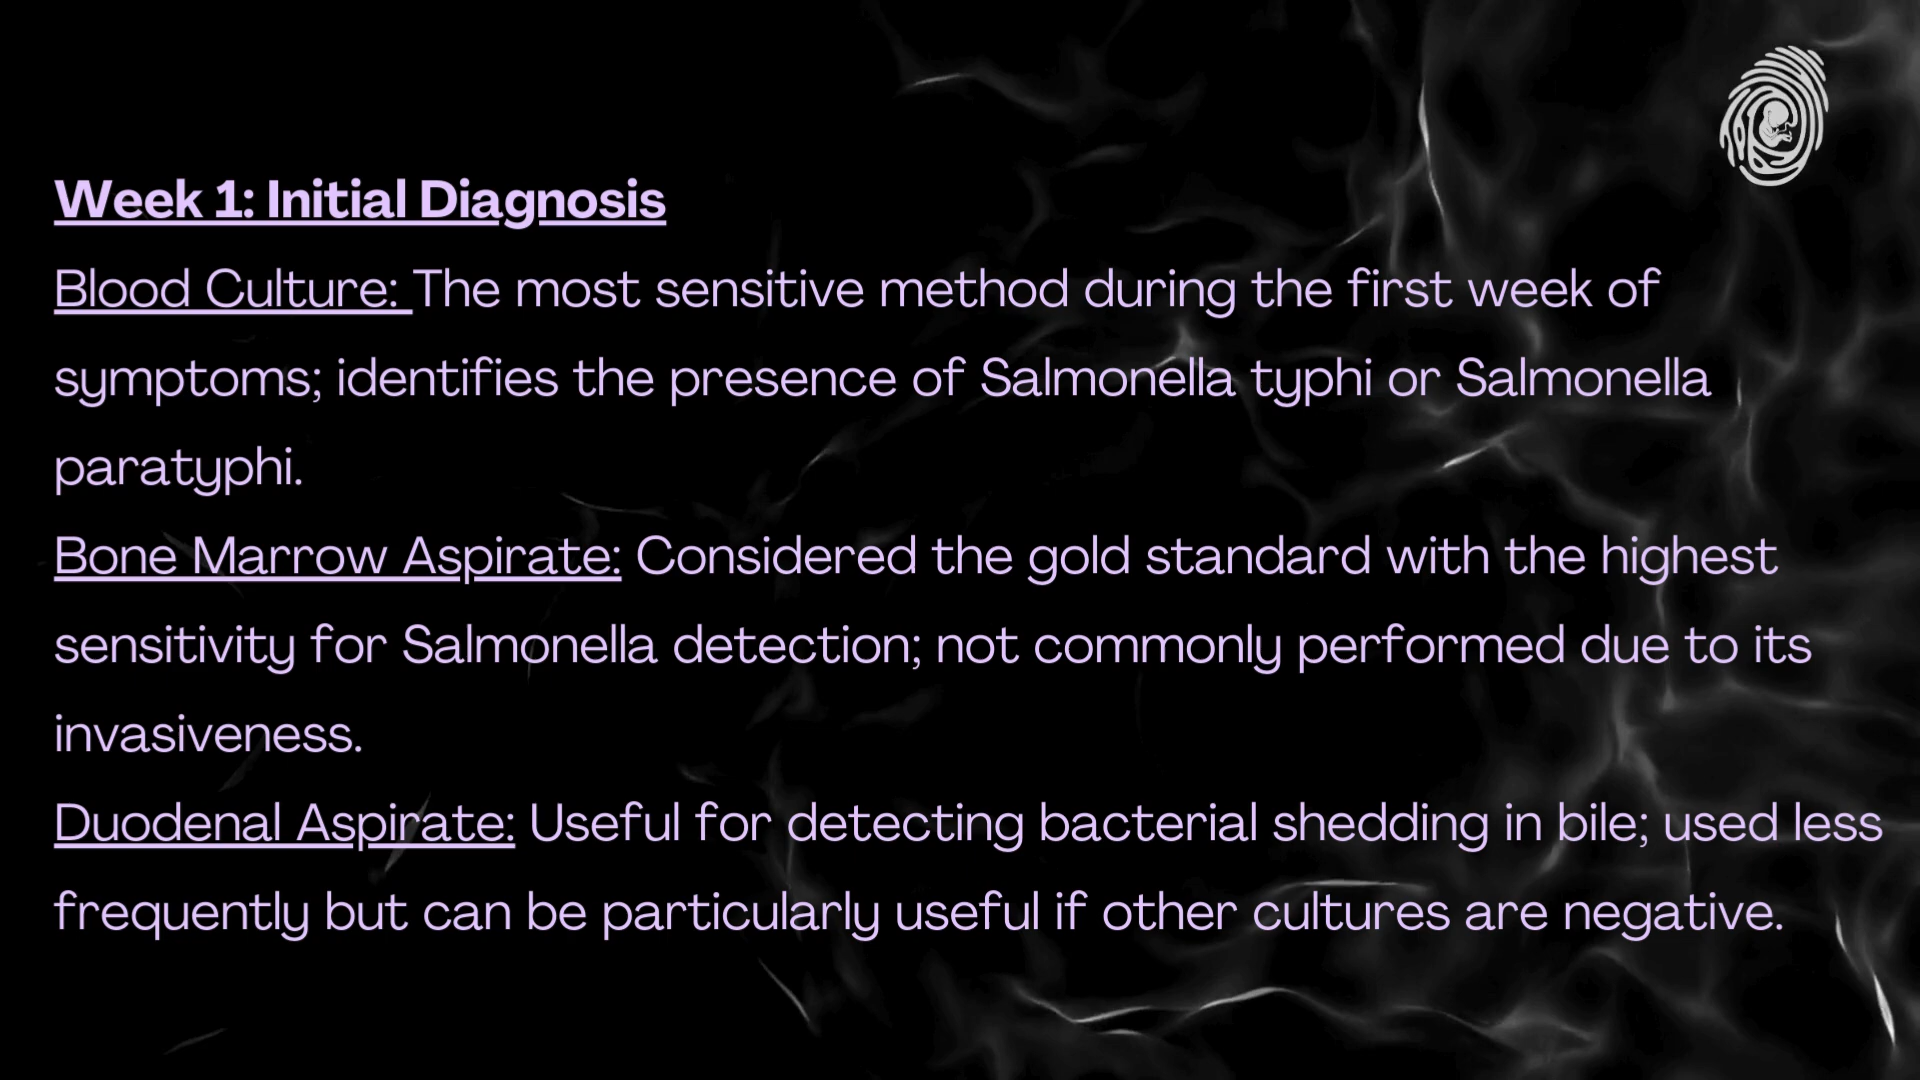 Week 1: Initial Diagnosis
Blood Culture: The most sensitive method during the first week of
symptoms; identifies the presence of Salmonella typhi or Salmonella
paratyphi.
Bone Marrow Aspirate: Considered the gold standard with the highest
sensitivity for Salmonella detection; not commonly performed due to its
invasiveness.
Duodenal Aspirate: Useful for detecting bacterial shedding in bile; used less
frequently but can be particularly useful if other cultures are negative.